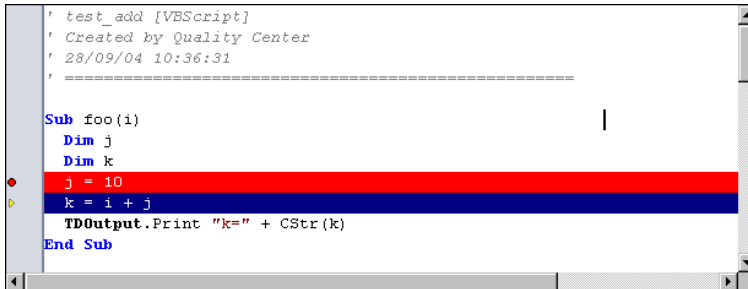 ' test_add [VBScript]
' Created by Quality Center
' 28/09/04 10:36:31
' ====================================================
Sub foo(i)
Dim j
Dim k
j = 10
k = i + j
TDOutput.Print "k=" + CStr(k)
End Sub